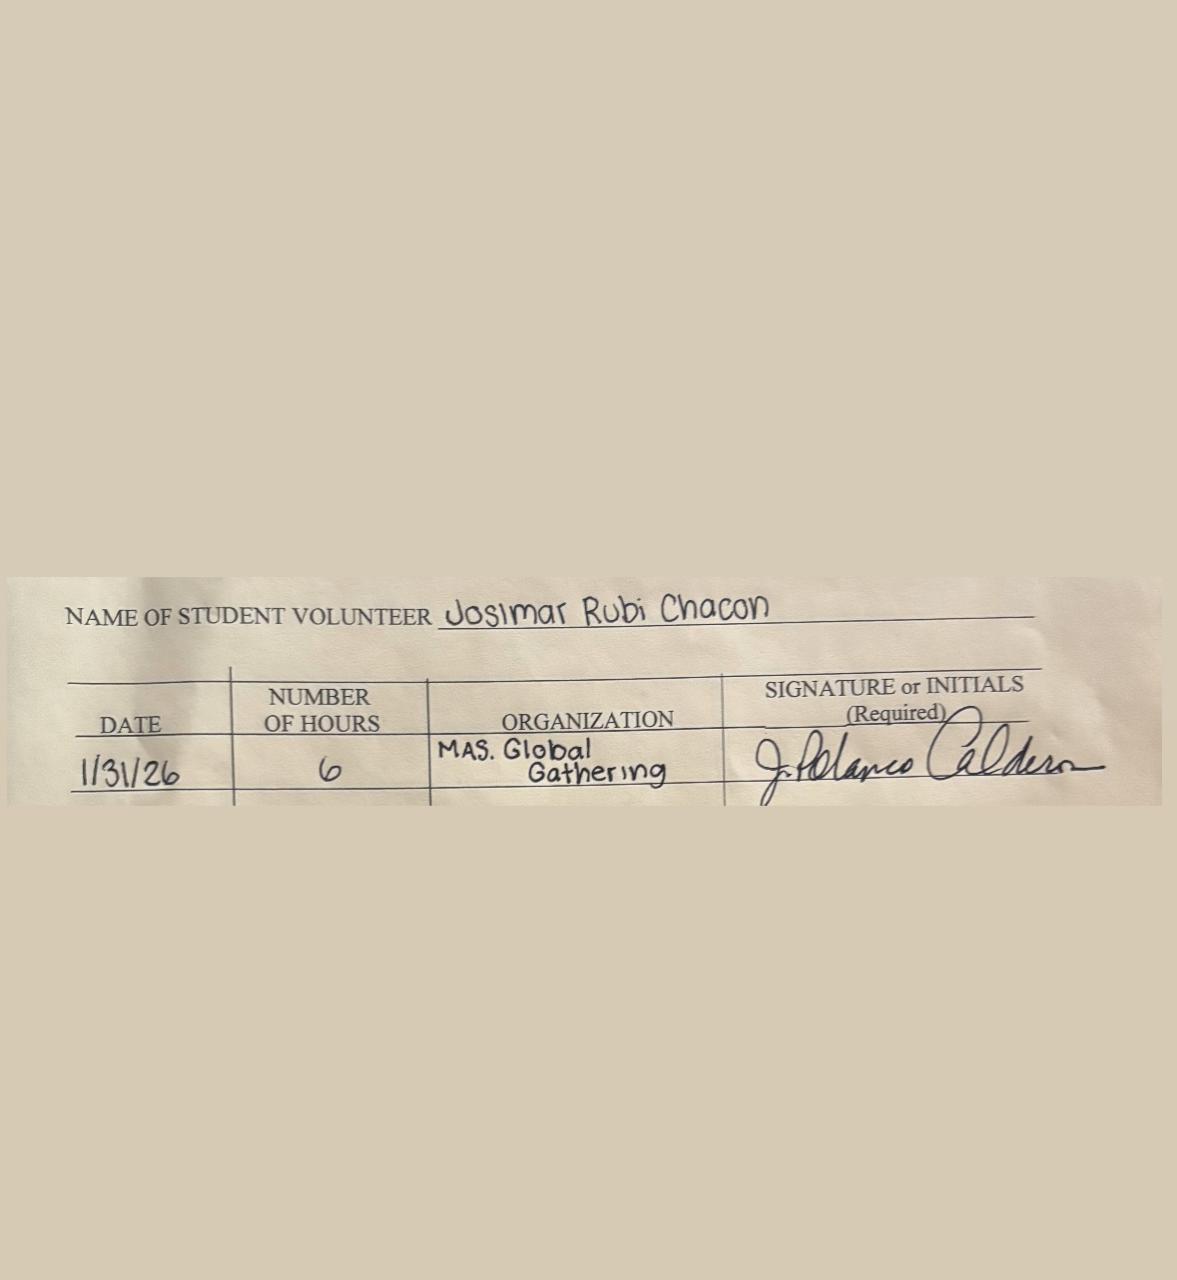 NAME OF STUDENT VOLUNTEER Josimar Rubi Chacon
DATE
NUMBER
OF HOURS
ORGANIZATION
SIGNATURE or INITIALS
(Required)
1/31/26
6
MAS. Global
Gathering
J. Polanco Calderon